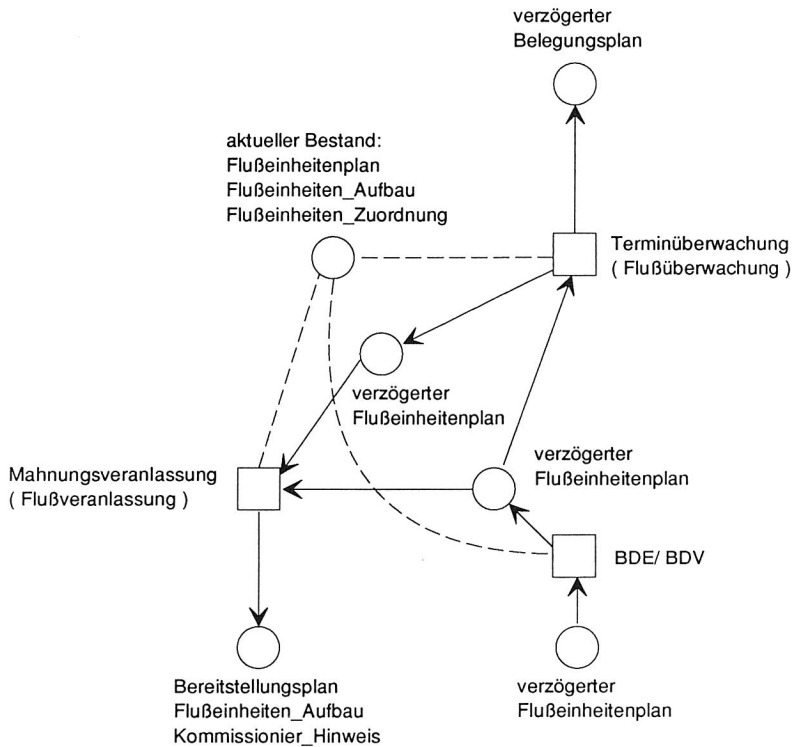 verzögerter
Belegungsplan
aktueller Bestand:
Flußeinheitenplan
Flußeinheiten_Aufbau
Flußeinheiten_Zuordnung
Terminüberwachung
( Flußüberwachung )
verzögerter
Flußeinheitenplan
verzögerter
Flußeinheitenplan
Mahnungsveranlassung
( Flußveranlassung )
BDE/ BDV
Bereitstellungsplan
Flußeinheiten_Aufbau
Kommissionier_Hinweis
verzögerter
Flußeinheitenplan